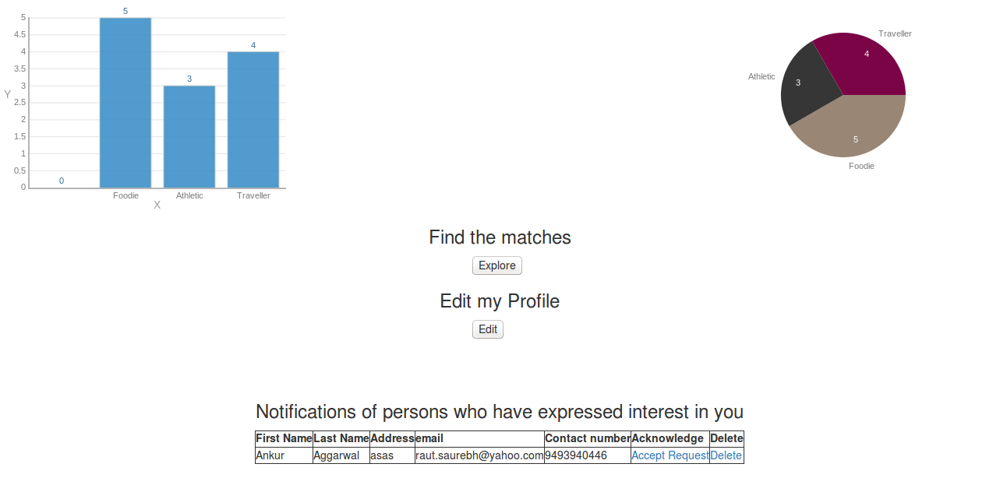 5
5
4.5
4
4
3.5
3
3
Y
2.5
2
1.5
1
0.5
0
0
Foodie Athletic Traveller
X
Traveller
4
Athletic
3
5
Foodie
Find the matches
Explore
Edit my Profile
Edit
Notifications of persons who have expressed interest in you
First Name Last Name Address email Contact number Acknowledge Delete
Ankur Aggarwal asas raut.saurebh@yahoo.com 9493940446 Accept Request Delete